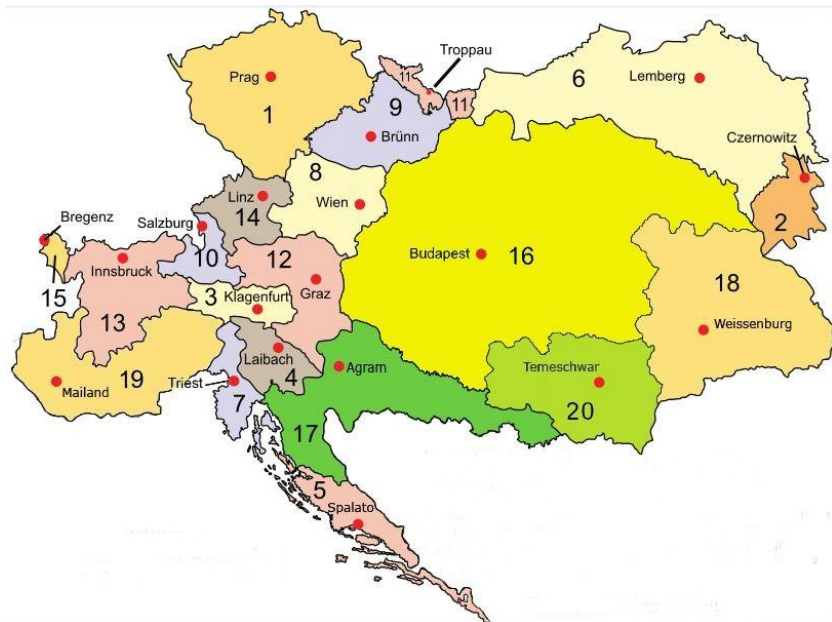 Troppau
11
6
Lemberg
Prag
1
9
11
Brünn
Czernowitz
8
Linz
Wien
14
Bregenz
Salzburg
2
Budapest
16
10
12
Innsbruck
18
15
3
Klagenfurt
Graz
13
Weissenburg
Laibach
Agram
Temeschwar
19
4
Mailand
Triest
7
20
17
5
Spalato